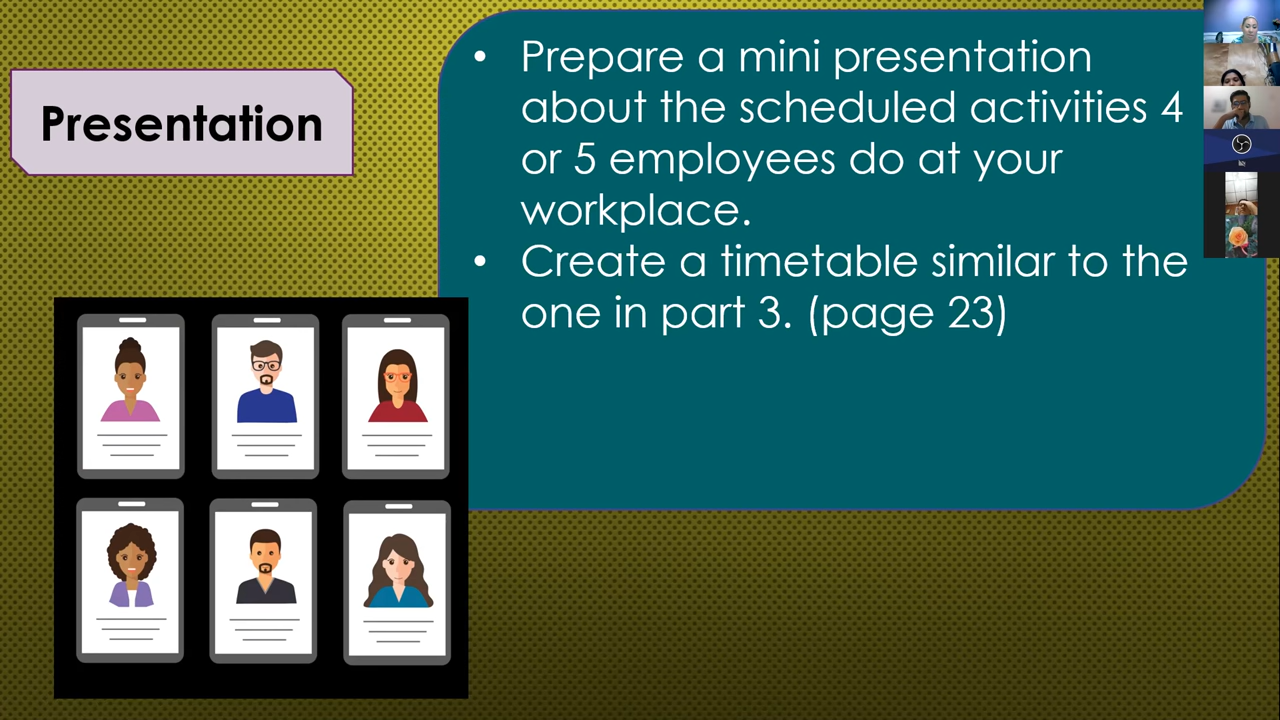 Presentation
• Prepare a mini presentation
about the scheduled activities 4
or 5 employees do at your
workplace.
• Create a timetable similar to the
one in part 3. (page 23)